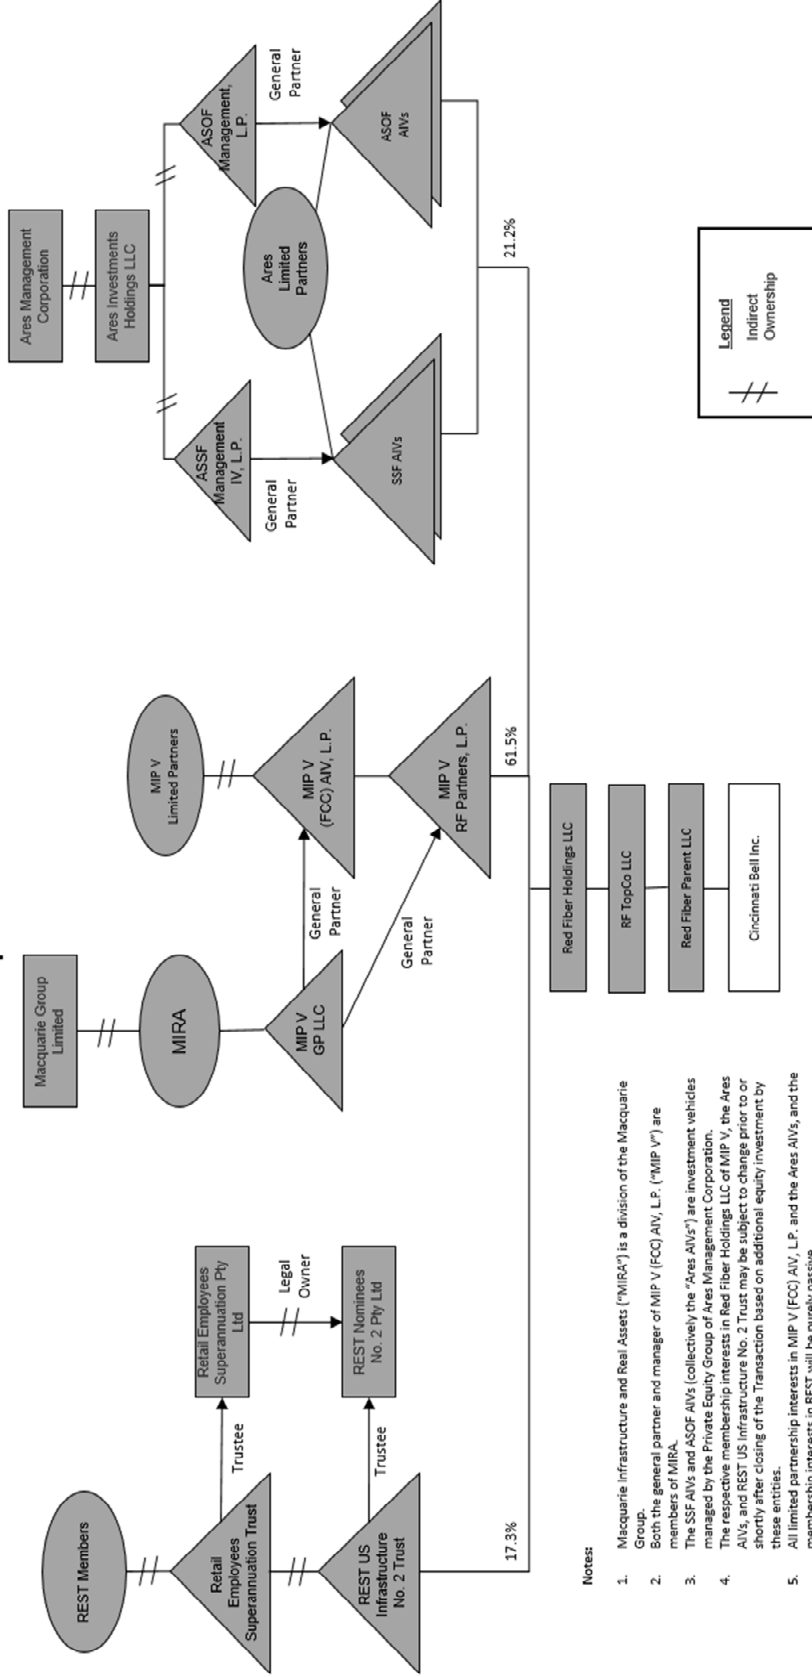 REST Members
Retail
Employees
Superannuation Trust
Trustee
Retail Employees
Superannuation Pty
Ltd
Legal
Owner
REST US
Infrastructure
No. 2 Trust
Trustee
REST Nominees
No. 2 Pty Ltd
17.3%
Macquarie Group
Limited
MIRA
MIP V
GP LLC
General
Partner
General
Partner
MIP V
Limited Partners
MIP V
(FCC) AIV, L.P.
MIP V
RF Partners, L.P.
61.5%
Ares Management
Corporation
Ares Investments
Holdings LLC
ASSF
Management
IV, L.P.
General
Partner
SSF AIVs
Ares
Limited
Partners
ASOF
Management,
L.P.
General
Partner
ASOF
AIVs
21.2%
Red Fiber Holdings LLC
RF TopCo LLC
Red Fiber Parent LLC
Cincinnati Bell Inc.
Legend
Indirect
Ownership
Notes:
1. Macquarie Infrastructure and Real Assets ("MIRA") is a division of the Macquarie
Group.
2. Both the general partner and manager of MIP V (FCC) AIV, L.P. ("MIP V") are
members of MIRA.
3. The SSF AIVs and ASOF AIVs (collectively the "Ares AIVs") are investment vehicles
managed by the Private Equity Group of Ares Management Corporation.
4. The respective membership interests in Red Fiber Holdings LLC of MIP V, the Ares
AIVs, and REST US Infrastructure No. 2 Trust may be subject to change prior to or
shortly after closing of the Transaction based on additional equity investment by
these entities.
5. All limited partnership interests in MIP V (FCC) AIV, L.P. and the Ares AIVs, and the
membership interests in REST, will be purely passive.